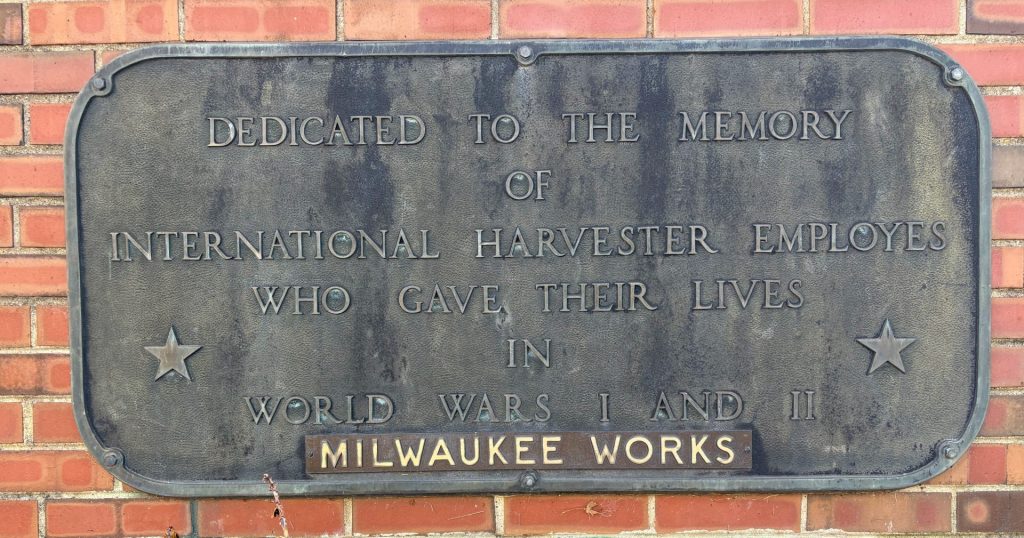 DEDICATED TO THE MEMORY
OF
INTERNATIONAL HARVESTER EMPLOYES
WHO GAVE THEIR LIVES
IN
WORLD WARS I AND II
MILWAUKEE WORKS